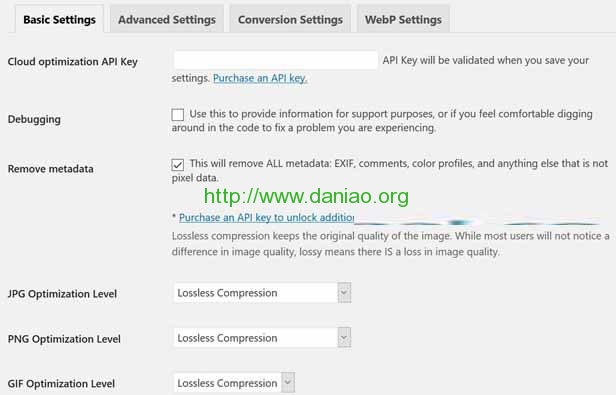 Basic Settings
Advanced Settings
Conversion Settings
WebP Settings
Cloud optimization API Key
API Key will be validated when you save your
settings. Purchase an API key.
Debugging
Use this to provide information for support purposes, or if you feel comfortable digging
around in the code to fix a problem you are experiencing.
Remove metadata
This will remove ALL metadata: EXIF, comments, color profiles, and anything else that is not
pixel data.
http://www.daniao.org
* Purchase an API key to unlock addition
Lossless compression keeps the original quality of the image. While most users will not notice a
difference in image quality, lossy means there IS a loss in image quality.
JPG Optimization Level
Lossless Compression
PNG Optimization Level
Lossless Compression
GIF Optimization Level
Lossless Compression